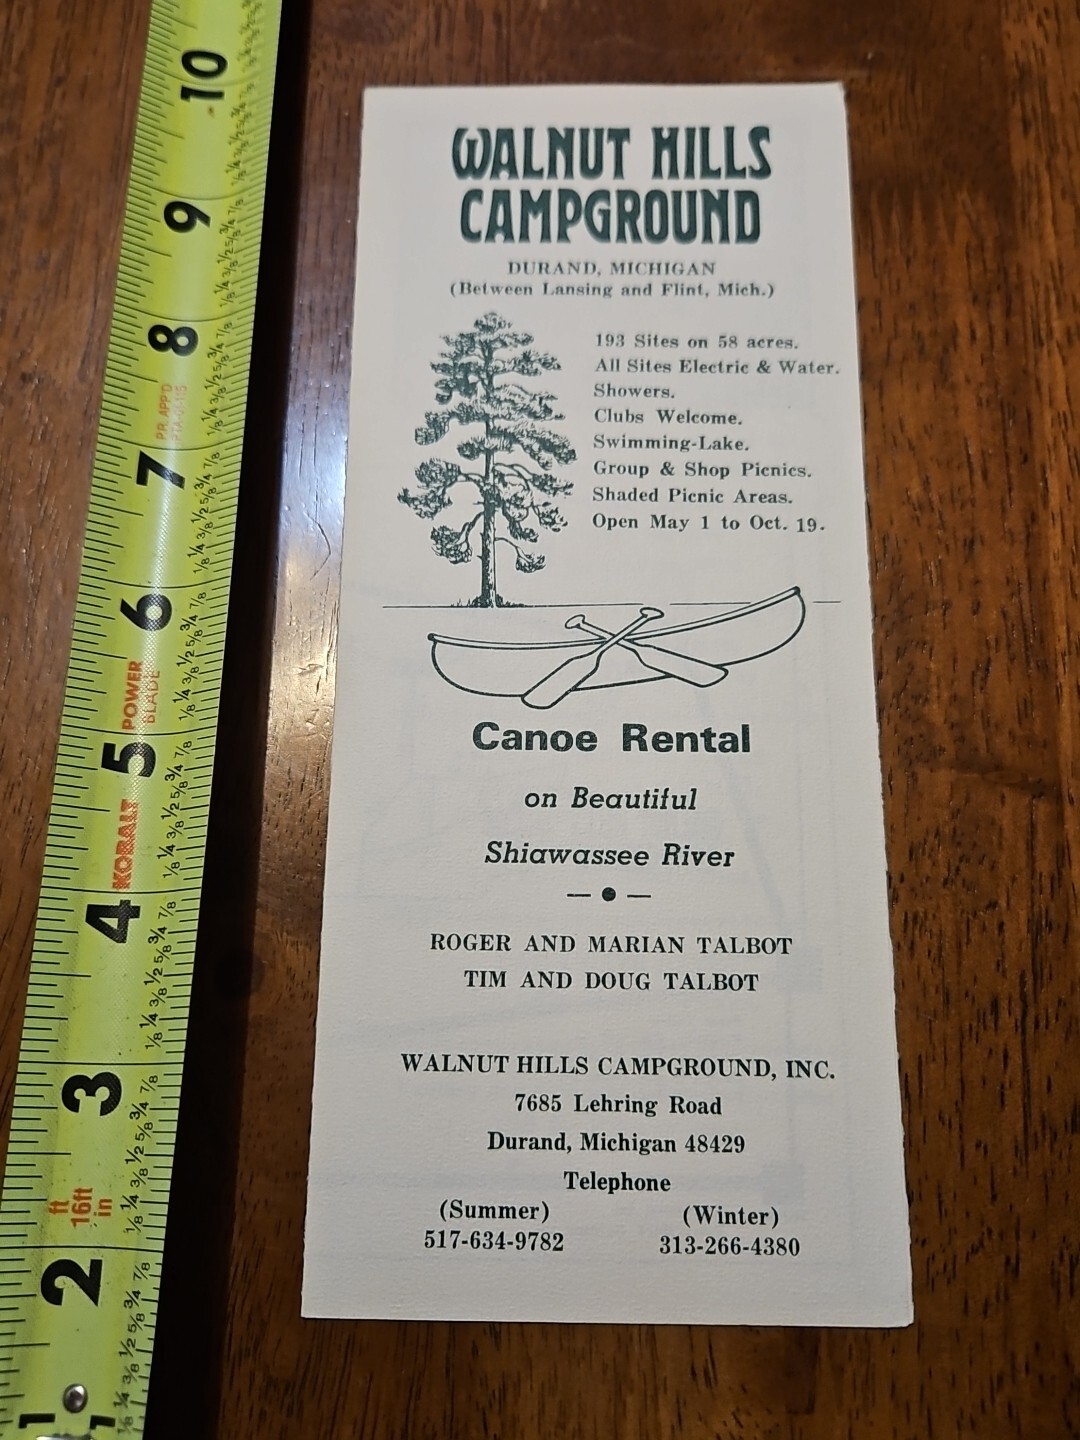 WALNUT HILLS
CAMPGROUND
DURAND, MICHIGAN
(Between Lansing and Flint, Mich.)
193 Sites on 58 acres.
All Sites Electric & Water.
Showers.
Clubs Welcome.
Swimming-Lake.
Group & Shop Picnics.
Shaded Picnic Areas.
Open May 1 to Oct. 19.
Canoe Rental
on Beautiful
Shiawassee River
ROGER AND MARIAN TALBOT
TIM AND DOUG TALBOT
WALNUT HILLS CAMPGROUND, INC.
7685 Lehring Road
Durand, Michigan 48429
Telephone
(Summer) (Winter)
517-634-9782 313-266-4380
10
9
8
7
6
POWER
BLADE
5
KOBALT
4
3
ft
16ft
in
2
1